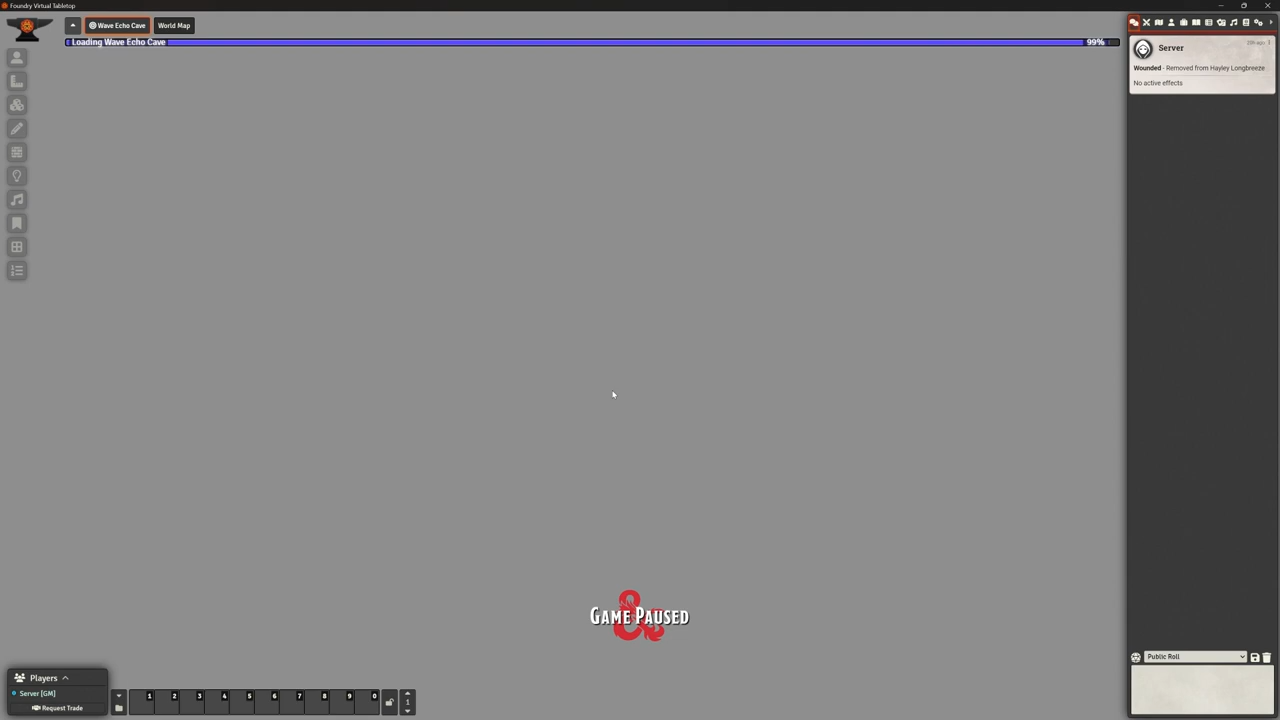 Foundry Virtual Tabletop
Wave Echo Cave
World Map
Loading Wave Echo Cave
99%
Server
Wounded - Removed from Hayley Longbreeze
No active effects
GAME PAUSED
Public Roll
Players
Server [GM]
Request Trade
1 2 3 4 5 6 7 8 9 0
1